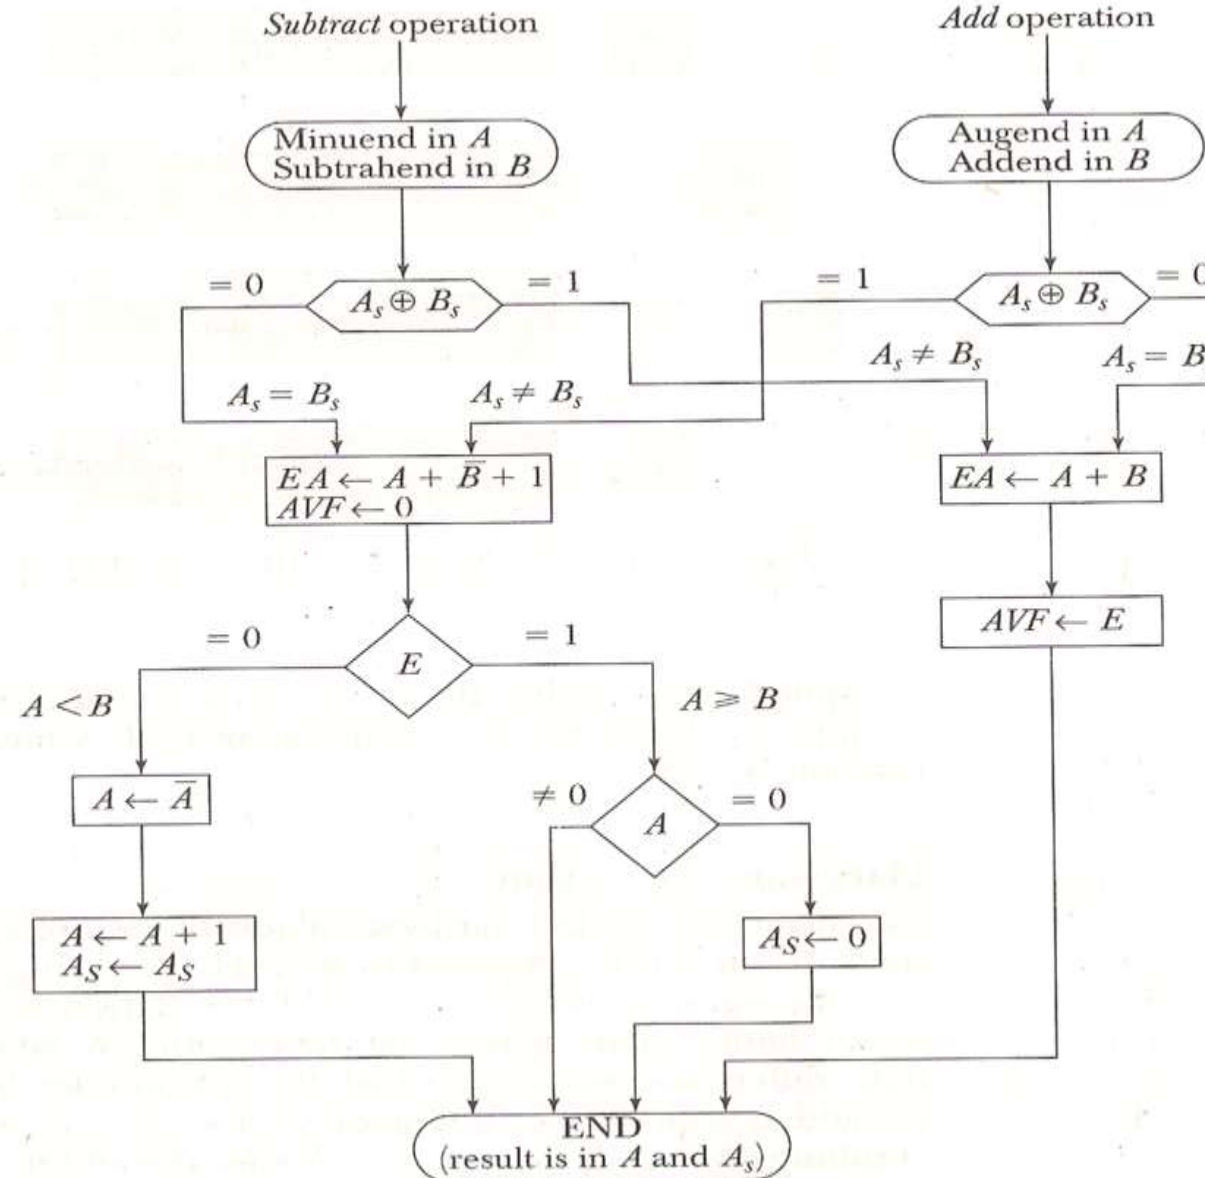 Subtract operation
Add operation
Minuend in A
Subtrahend in B
Augend in A
Addend in B
= 0
A_s ⊕ B_s
= 1
= 1
A_s ⊕ B_s
= 0
A_s = B_s
A_s ≠ B_s
A_s ≠ B_s
A_s = B
EA ← A + B̅ + 1
AVF ← 0
EA ← A + B
AVF ← E
= 0
E
= 1
A < B
A ⩾ B
A ← A̅
≠ 0
A
= 0
A ← A + 1
A_S ← A_S
A_S ← 0
END
(result is in A and A_s)